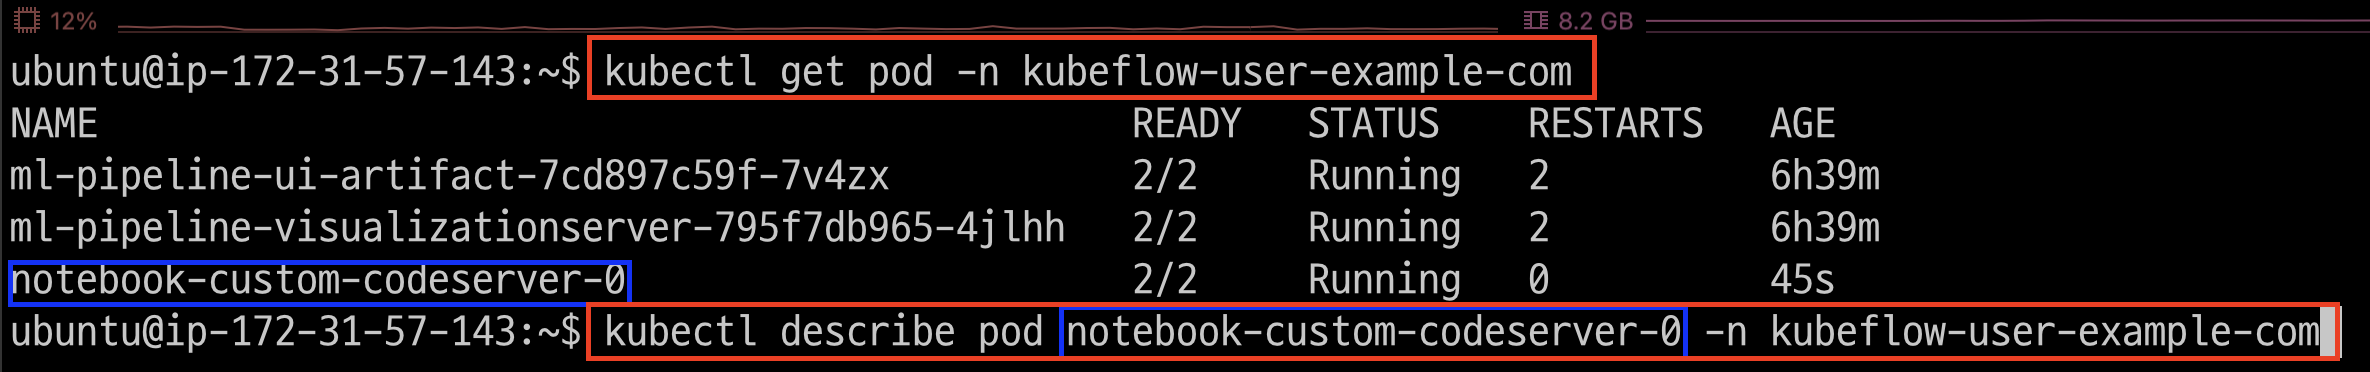 12% 8.2 GB
ubuntu@ip-172-31-57-143:~$ kubectl get pod -n kubeflow-user-example-com
NAME READY STATUS RESTARTS AGE
ml-pipeline-ui-artifact-7cd897c59f-7v4zx 2/2 Running 2 6h39m
ml-pipeline-visualizationserver-795f7db965-4jlhh 2/2 Running 2 6h39m
notebook-custom-codeserver-0 2/2 Running 0 45s
ubuntu@ip-172-31-57-143:~$ kubectl describe pod notebook-custom-codeserver-0 -n kubeflow-user-example-com